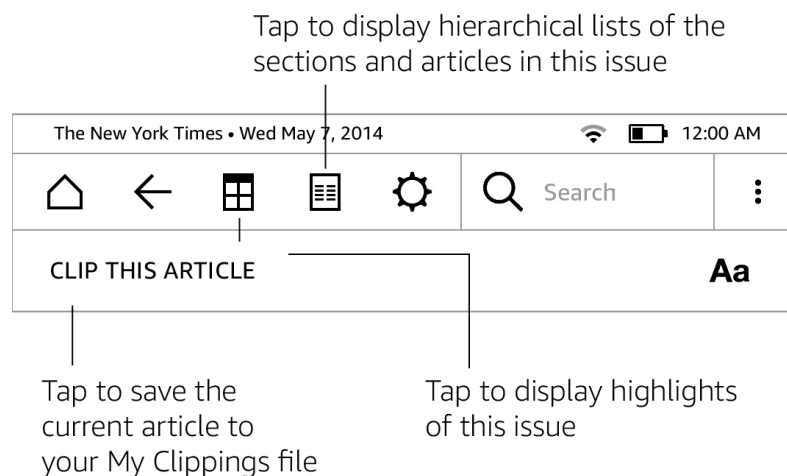 Tap to display hierarchical lists of the
sections and articles in this issue
The New York Times • Wed May 7, 2014 12:00 AM
Search
CLIP THIS ARTICLE Aa
Tap to save the
current article to
your My Clippings file
Tap to display highlights
of this issue